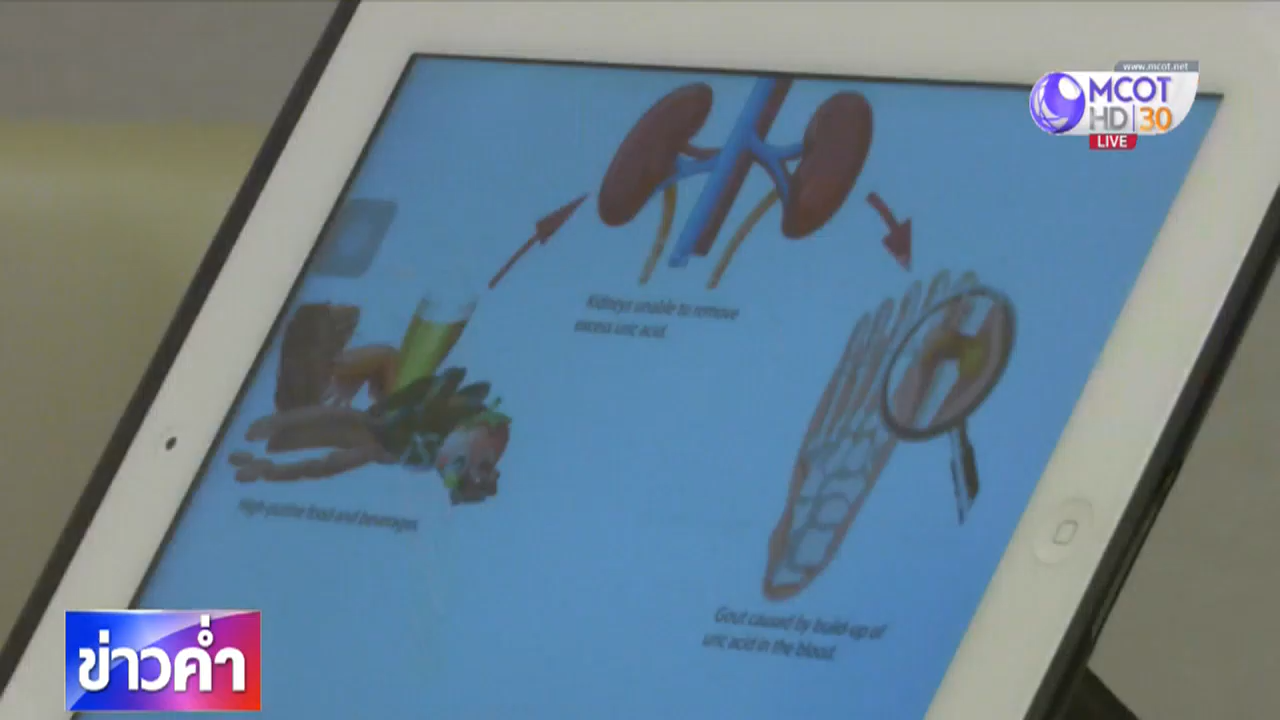 www.mcot.net
MCOT
HD 30
LIVE
Kidneys unable to remove
excess uric acid.
High-purine food and beverages
Gout caused by build-up of
uric acid in the blood.
ข่าวค่ำ